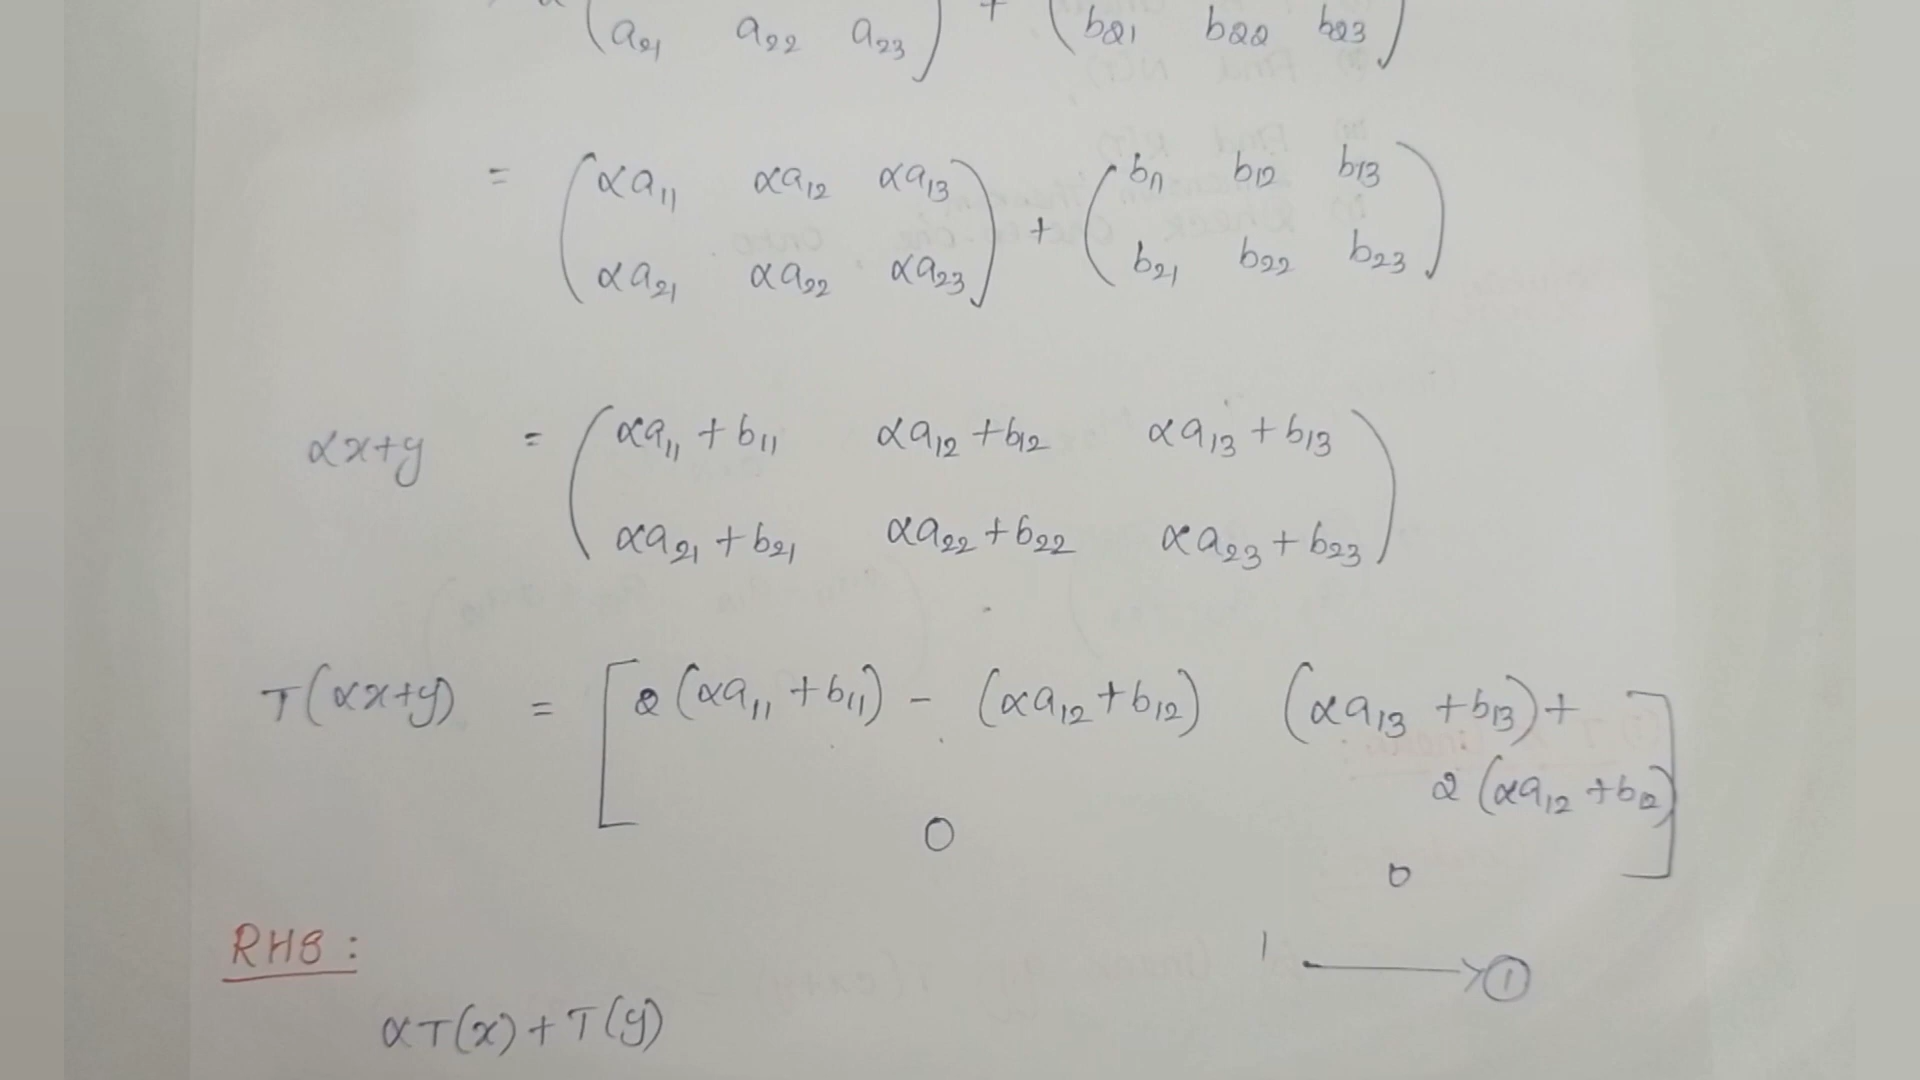 (a₂₁ a₂₂ a₂₃) + (b₂₁ b₂₂ b₂₃)
= (αa₁₁ αa₁₂ αa₁₃) + (b₁₁ b₁₂ b₁₃)
(αa₂₁ αa₂₂ αa₂₃) (b₂₁ b₂₂ b₂₃)
αx+y = (αa₁₁ + b₁₁ αa₁₂ + b₁₂ αa₁₃ + b₁₃)
(αa₂₁ + b₂₁ αa₂₂ + b₂₂ αa₂₃ + b₂₃)
T(αx+y) = [2(αa₁₁ + b₁₁) - (αa₁₂ + b₁₂) (αa₁₃ + b₁₃) +
2(αa₁₂ + b₁₂)
0
0]
RHS:
→ ①
αT(x) + T(y)